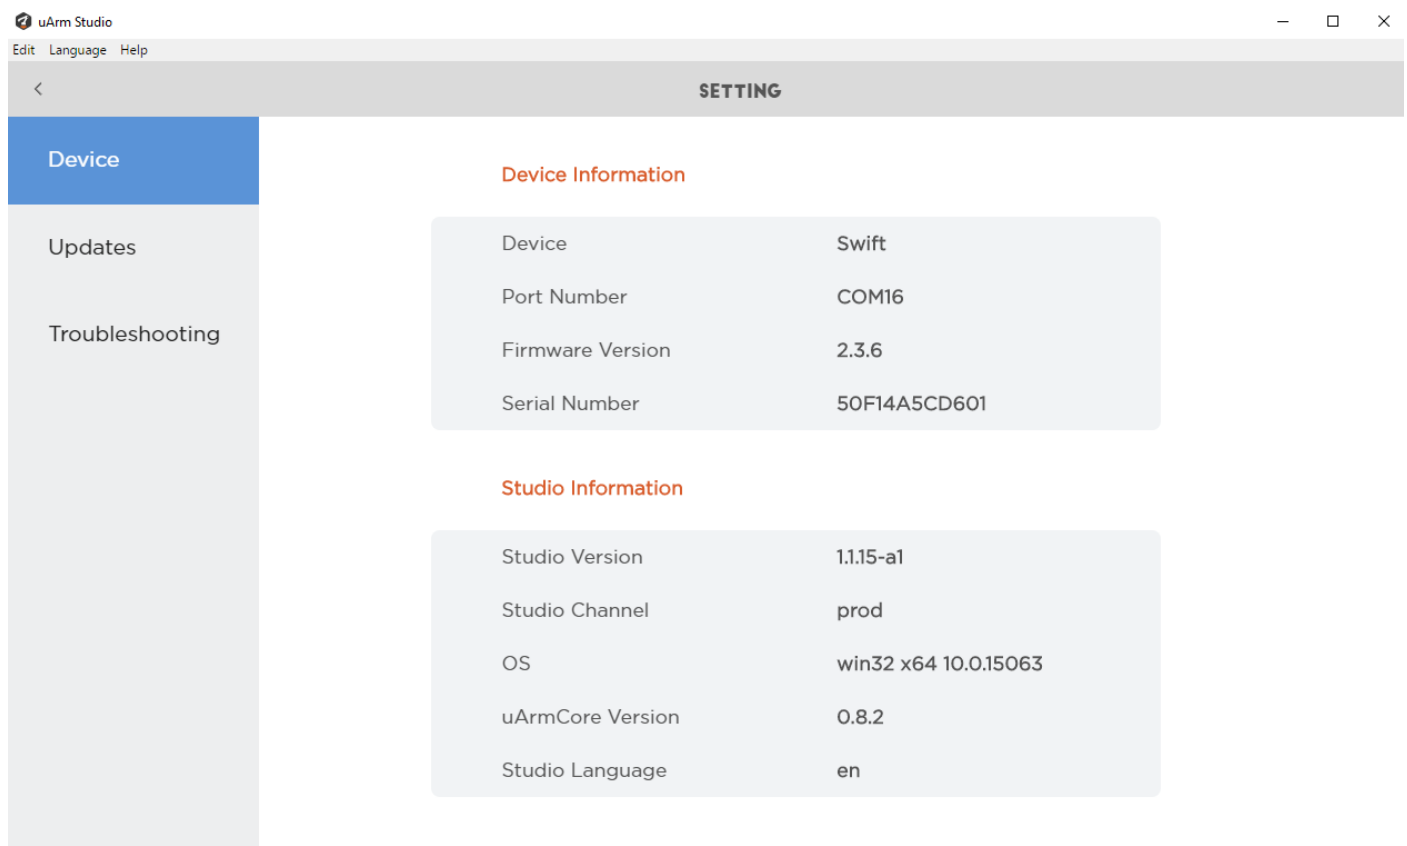 uArm Studio
Edit Language Help
SETTING
Device
Updates
Troubleshooting
Device Information
Device Swift
Port Number COM16
Firmware Version 2.3.6
Serial Number 50F14A5CD601
Studio Information
Studio Version 1.1.15-a1
Studio Channel prod
OS win32 x64 10.0.15063
uArmCore Version 0.8.2
Studio Language en